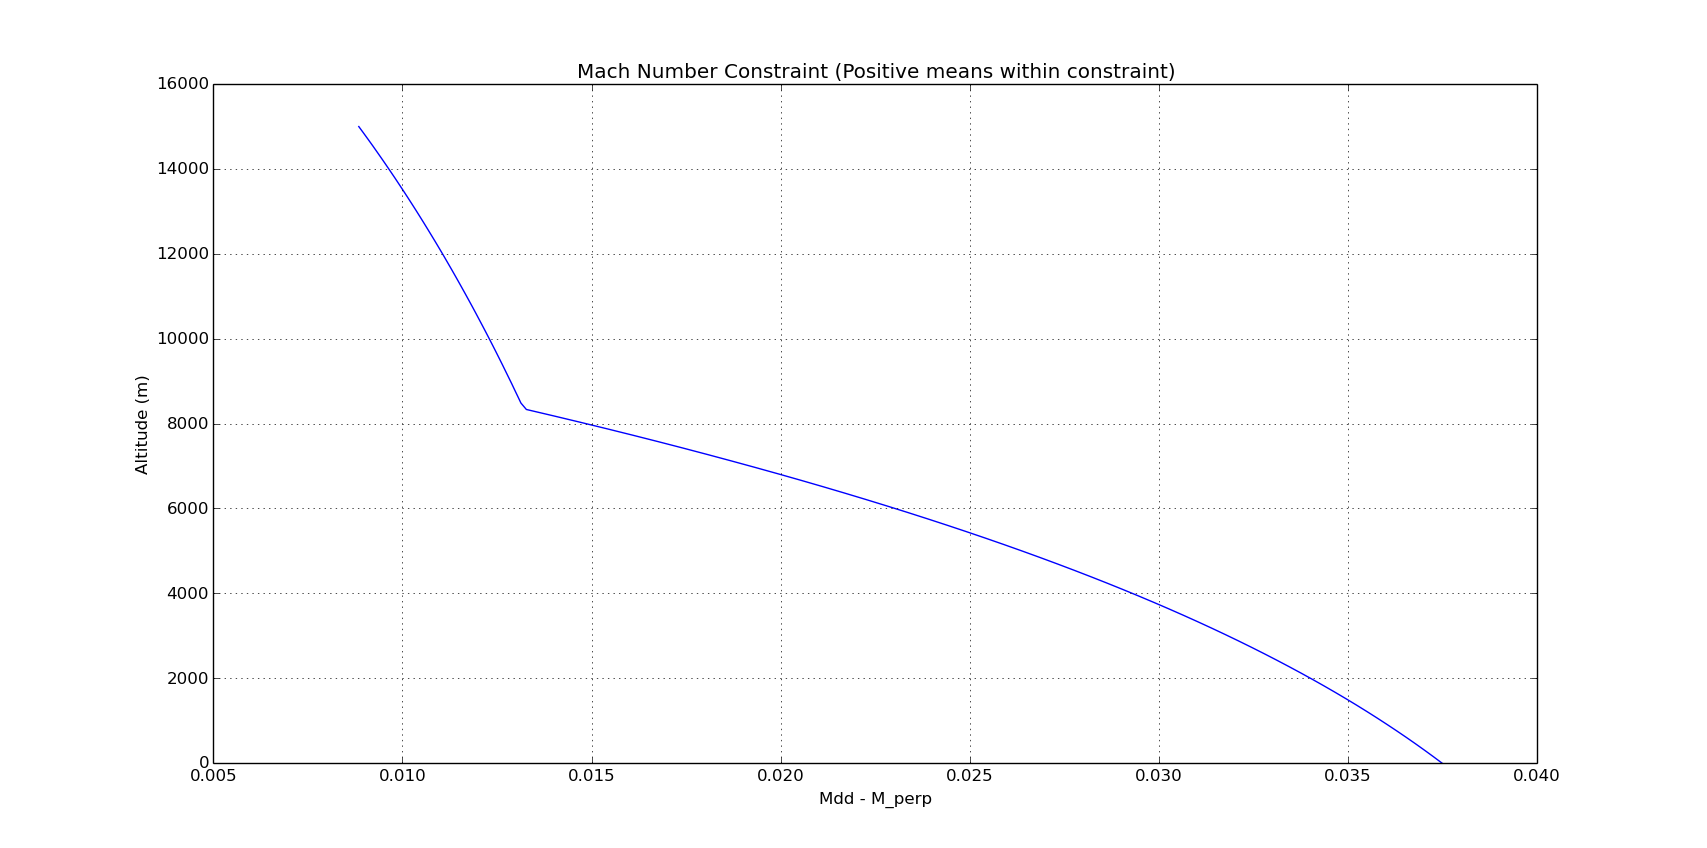 Mach Number Constraint (Positive means within constraint)
16000
14000
12000
10000
8000
6000
4000
2000
0
Altitude (m)
0.005 0.010 0.015 0.020 0.025 0.030 0.035 0.040
Mdd - M_perp